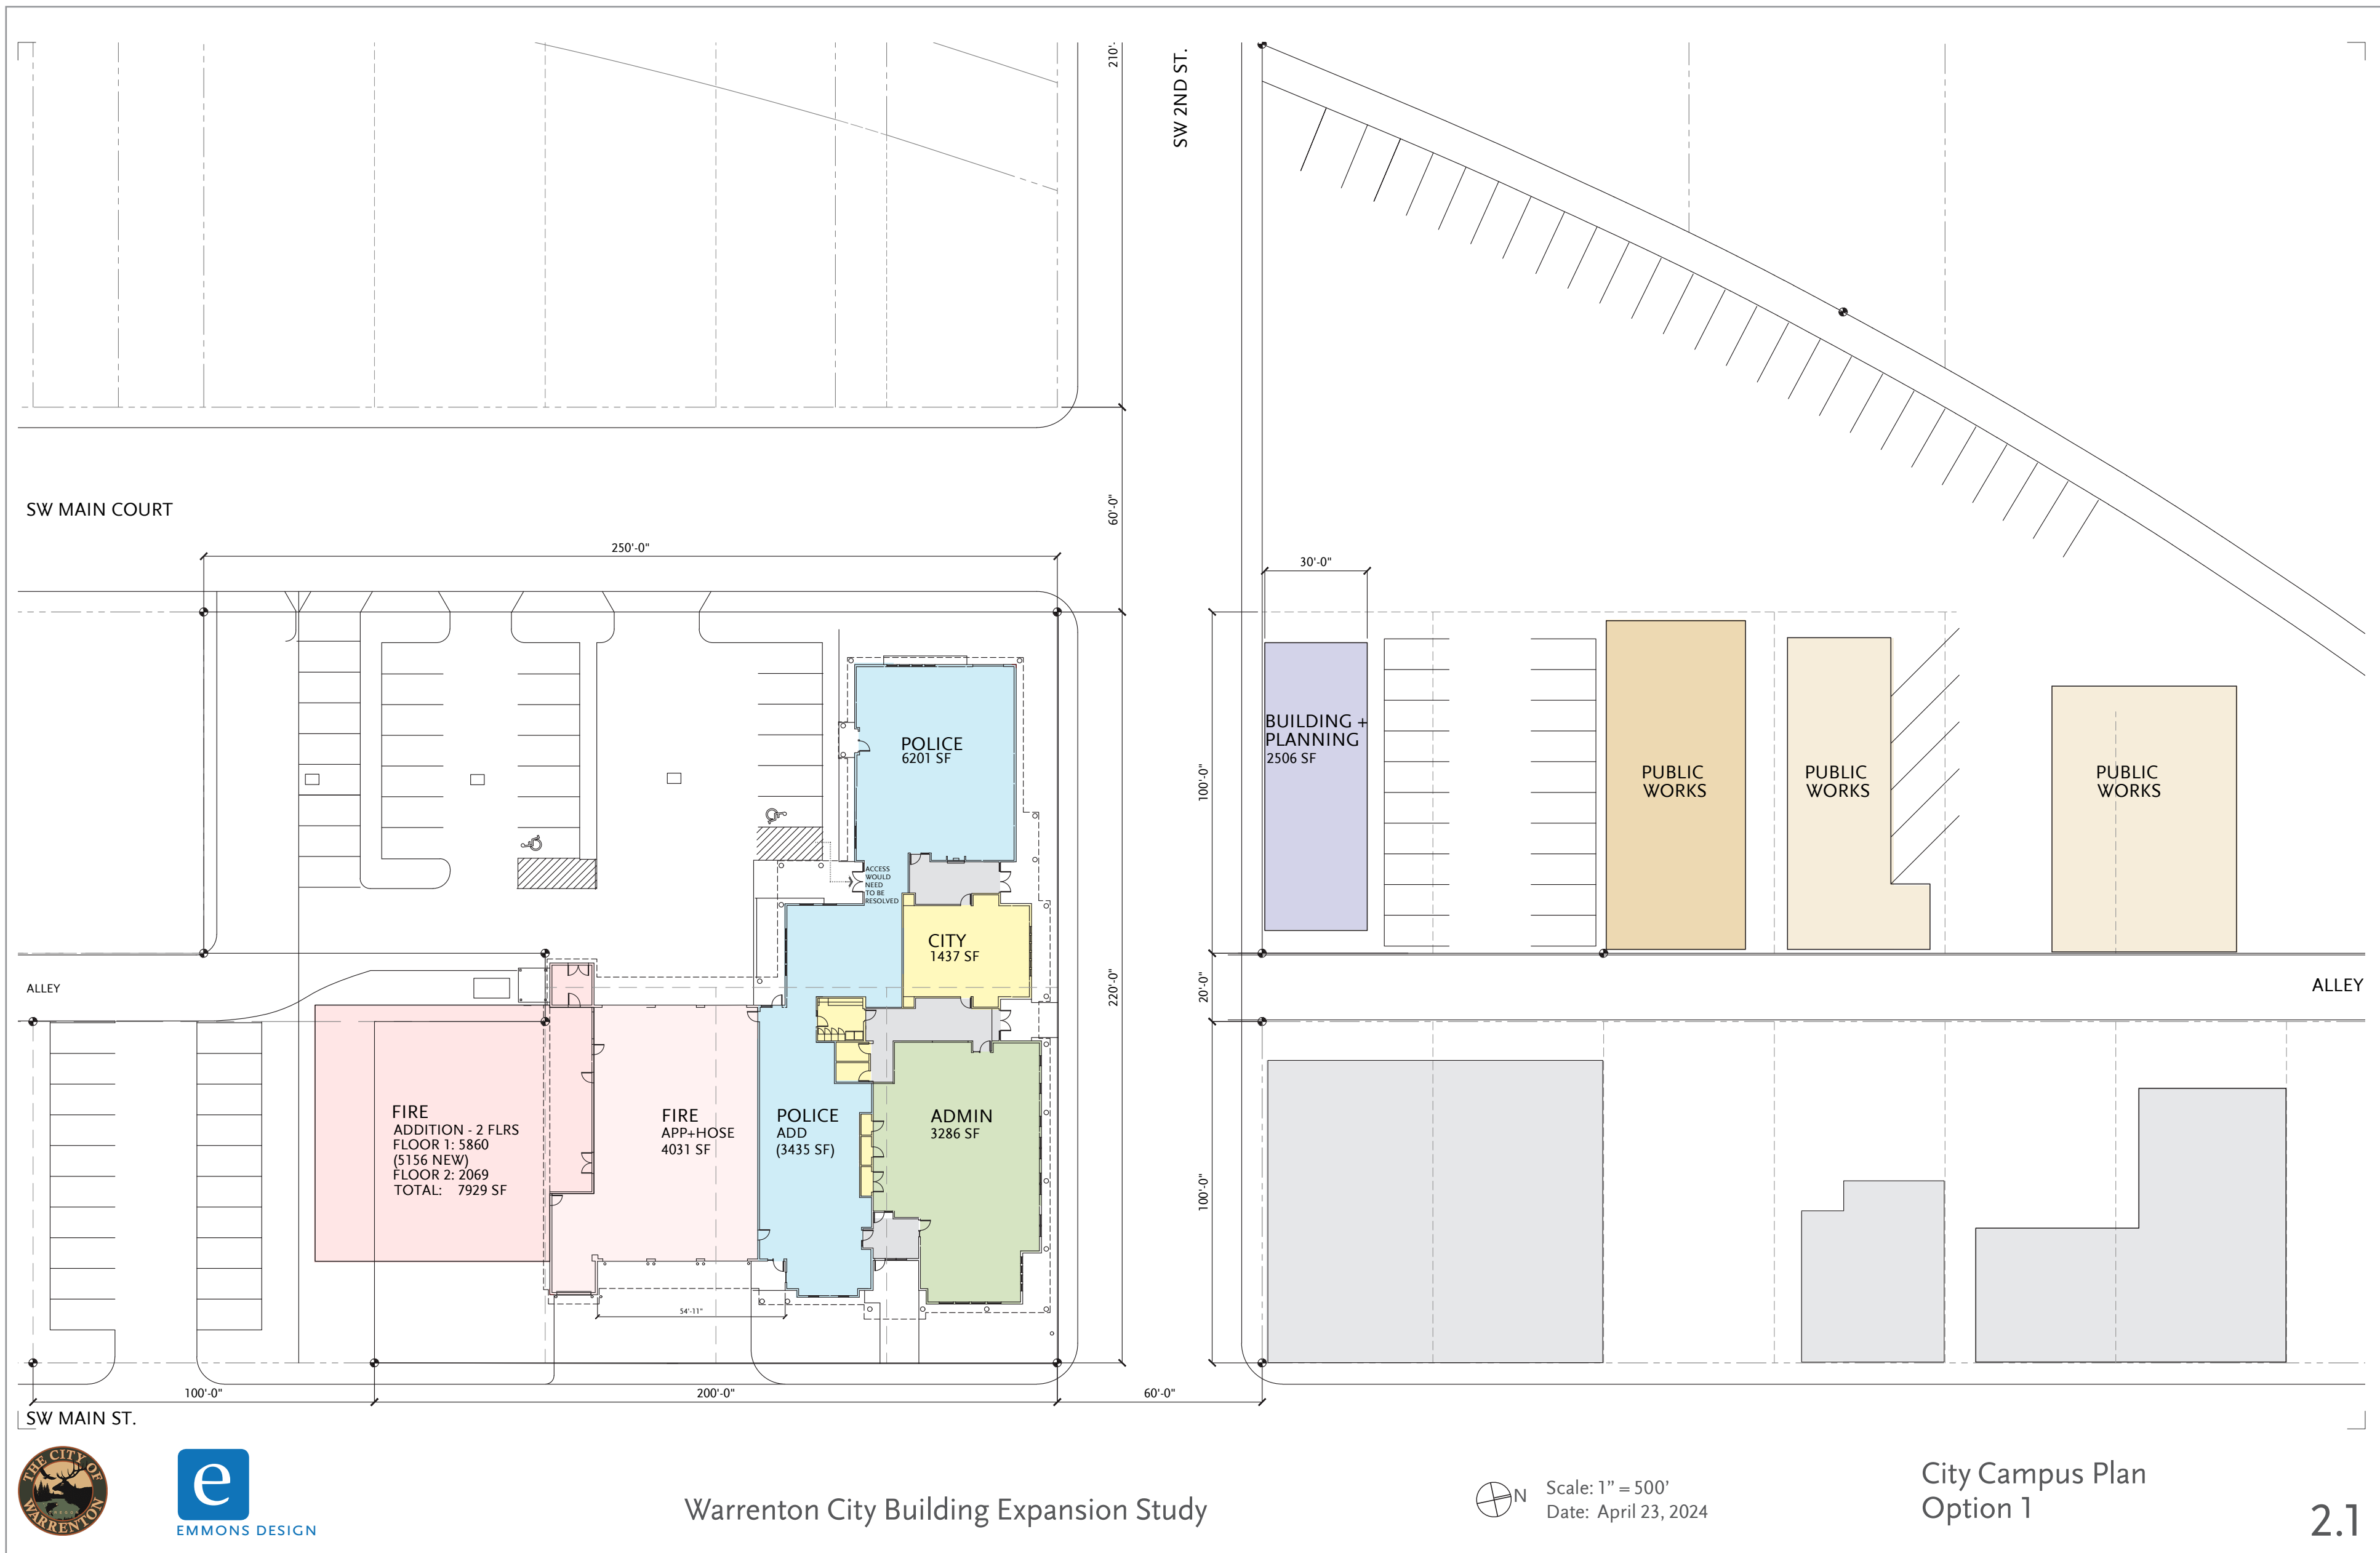 210'-
SW 2ND ST.
SW MAIN COURT
60'-0"
250'-0"
30'-0"
POLICE
6201 SF
BUILDING +
PLANNING
2506 SF
PUBLIC
WORKS
PUBLIC
WORKS
PUBLIC
WORKS
100'-0"
ACCESS
WOULD
NEED
TO BE
RESOLVED
CITY
1437 SF
ALLEY
220'-0"
20'-0"
ALLEY
FIRE
ADDITION - 2 FLRS
FLOOR 1: 5860
(5156 NEW)
FLOOR 2: 2069
TOTAL: 7929 SF
FIRE
APP+HOSE
4031 SF
POLICE
ADD
(3435 SF)
ADMIN
3286 SF
100'-0"
54'-11"
100'-0"
200'-0"
60'-0"
SW MAIN ST.
THE CITY OF
WARRENTON
e
EMMONS DESIGN
Warrenton City Building Expansion Study
N
Scale: 1” = 500’
Date: April 23, 2024
City Campus Plan
Option 1
2.1